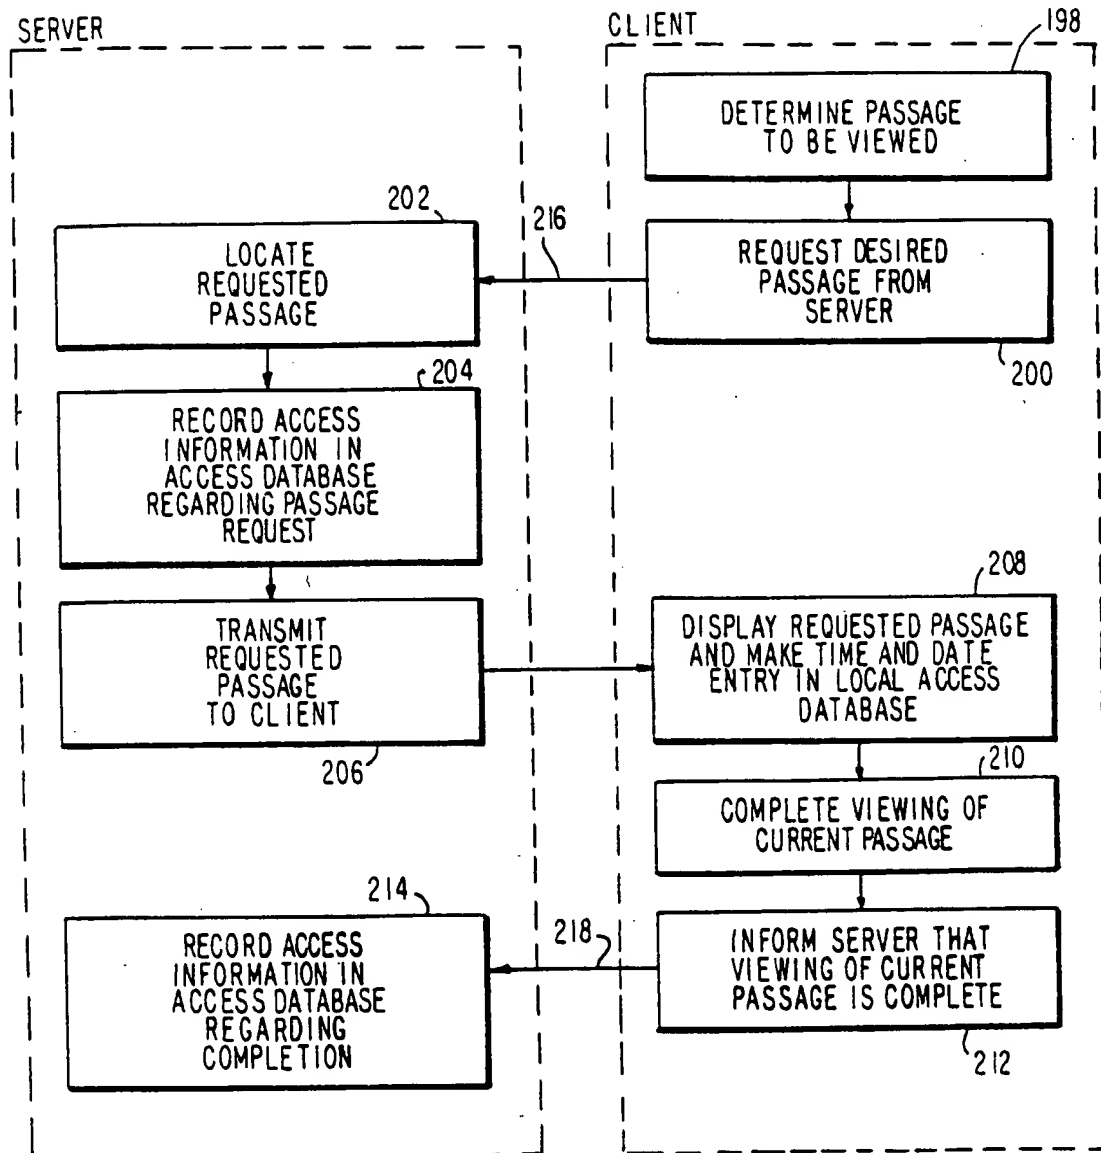 SERVER
CLIENT
198
DETERMINE PASSAGE
TO BE VIEWED
REQUEST DESIRED
PASSAGE FROM
SERVER
200
216
202
LOCATE
REQUESTED
PASSAGE
204
RECORD ACCESS
INFORMATION IN
ACCESS DATABASE
REGARDING PASSAGE
REQUEST
TRANSMIT
REQUESTED
PASSAGE
TO CLIENT
206
208
DISPLAY REQUESTED PASSAGE
AND MAKE TIME AND DATE
ENTRY IN LOCAL ACCESS
DATABASE
210
COMPLETE VIEWING OF
CURRENT PASSAGE
INFORM SERVER THAT
VIEWING OF CURRENT
PASSAGE IS COMPLETE
212
218
214
RECORD ACCESS
INFORMATION IN
ACCESS DATABASE
REGARDING
COMPLETION